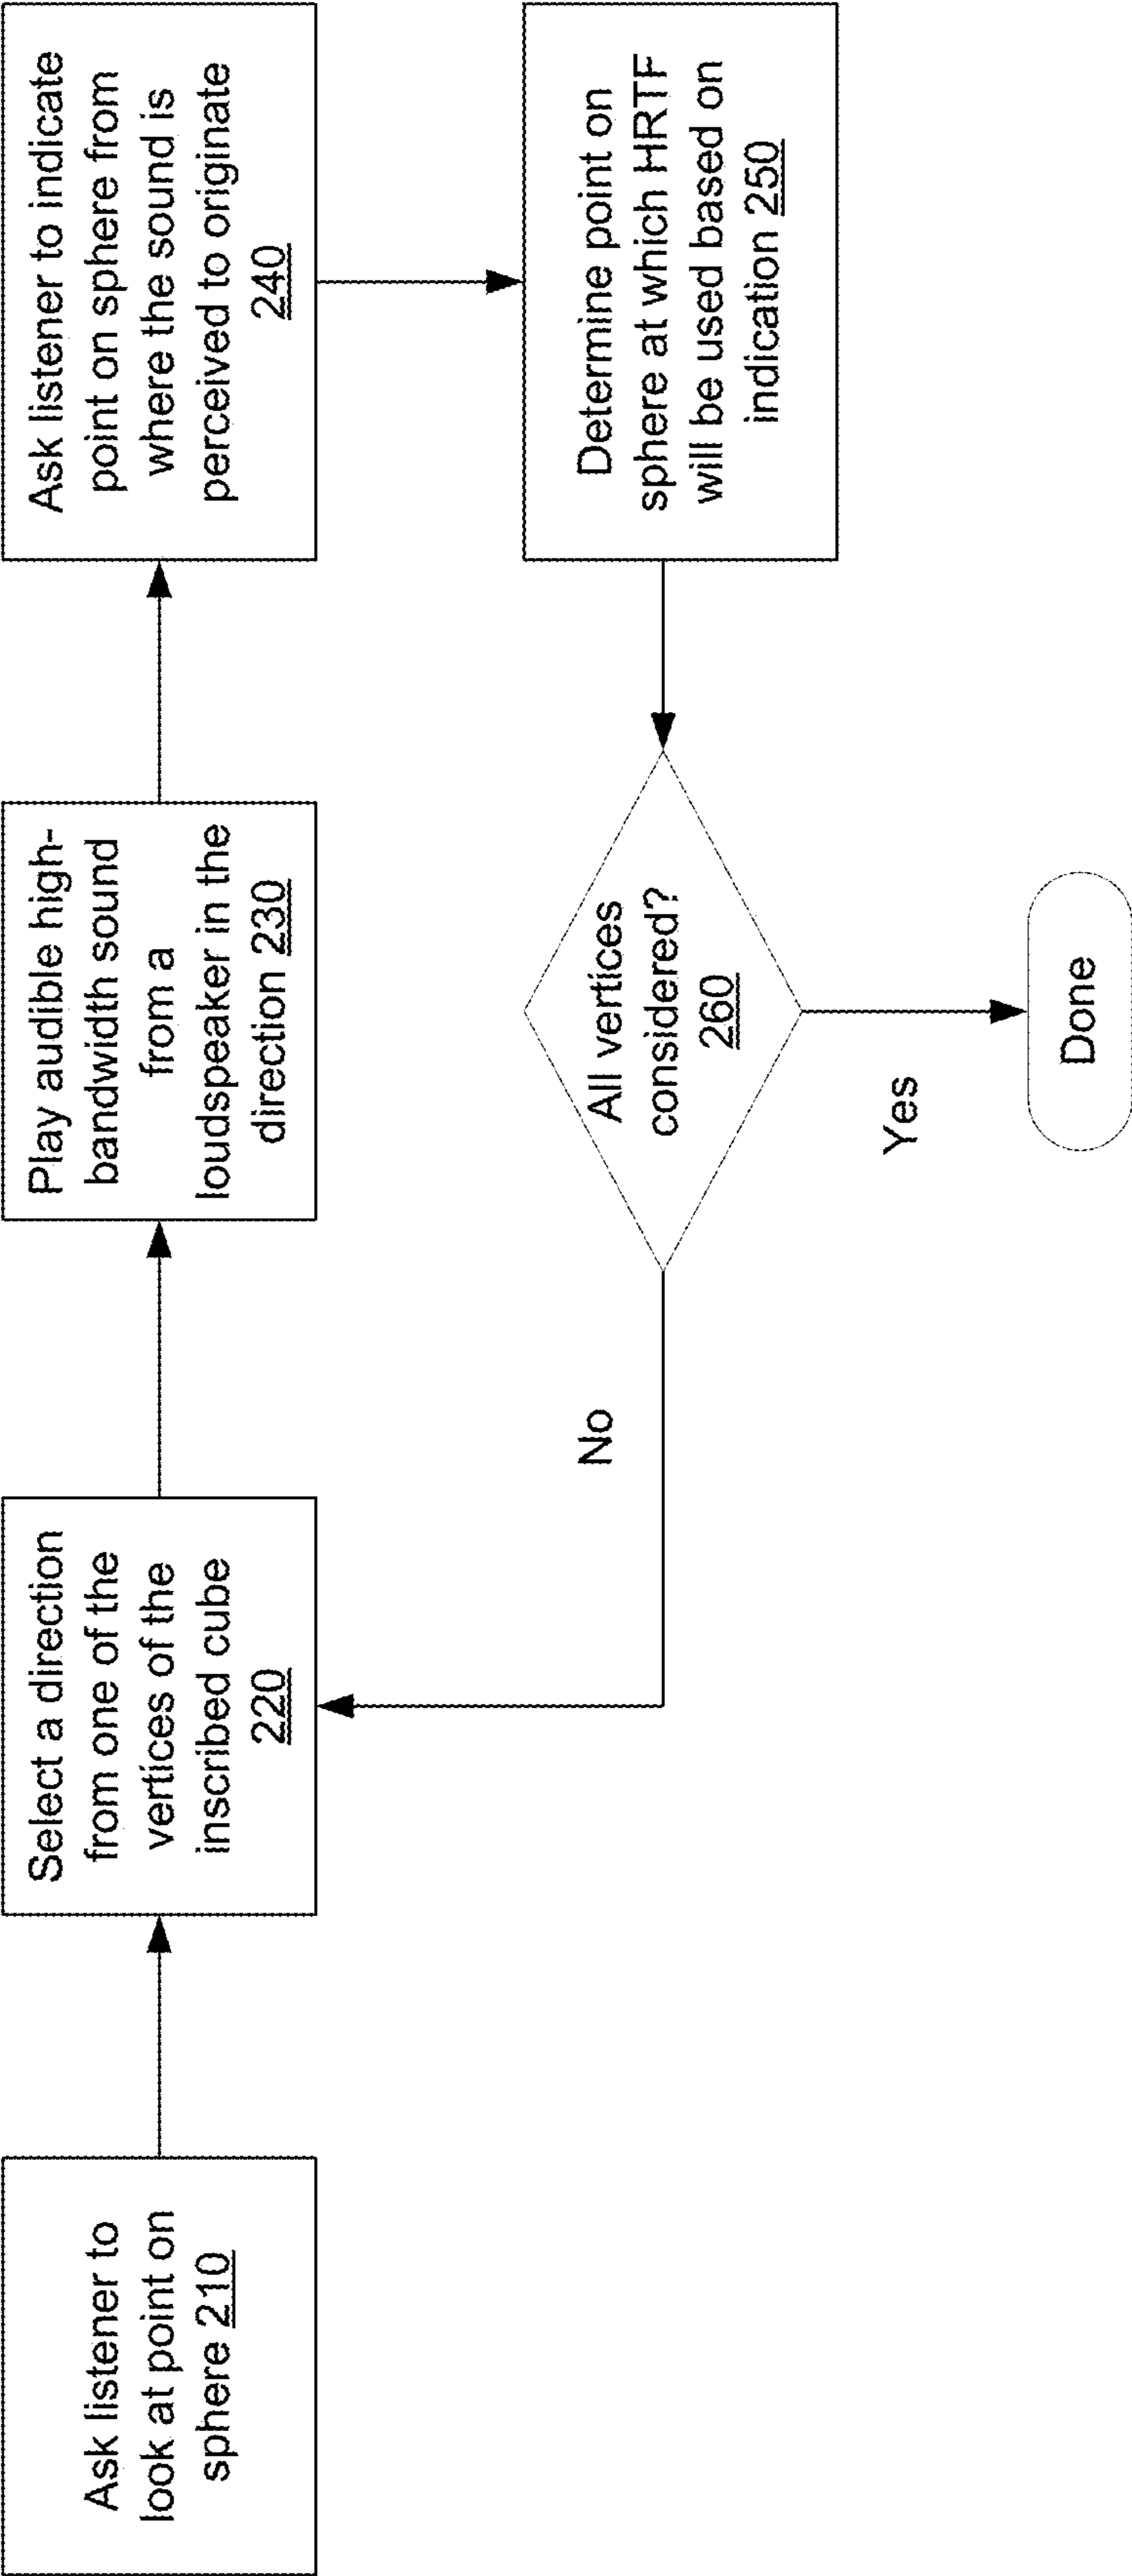 Ask listener to
look at point on
sphere 210
Select a direction
from one of the
vertices of the
inscribed cube
220
Play audible high-
bandwidth sound
from a
loudspeaker in the
direction 230
Ask listener to indicate
point on sphere from
where the sound is
perceived to originate
240
Determine point on
sphere at which HRTF
will be used based on
indication 250
All vertices
considered?
260
No
Yes
Done